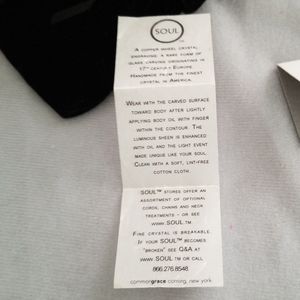 SOUL
A COPPER WHEEL CRYSTAL
ENGRAVING: A RARE FORM OF
GLASS CARVING ORIGINATING IN
17TH CENTURY EUROPE.
HANDMADE FROM THE FINEST
CRYSTAL IN AMERICA.
WEAR WITH THE CARVED SURFACE
TOWARD BODY AFTER LIGHTLY
APPLYING BODY OIL WITH FINGER
WITHIN THE CONTOUR. THE
LUMINOUS SHEEN IS ENHANCED
WITH OIL AND THE LIGHT EVENT
MADE UNIQUE LIKE YOUR SOUL.
CLEAN WITH A SOFT, LINT-FREE
COTTON CLOTH.
SOUL™ STORES OFFER AN
ASSORTMENT OF OPTIONAL
CORDS, CHAINS AND NECK
TREATMENTS - OR SEE
WWW.SOUL.TM
FINE CRYSTAL IS BREAKABLE.
IF YOUR SOUL™ BECOMES
"BROKEN" SEE Q&A AT
WWW.SOUL.TM OR CALL
866.276.8548
commongrace corning, new york